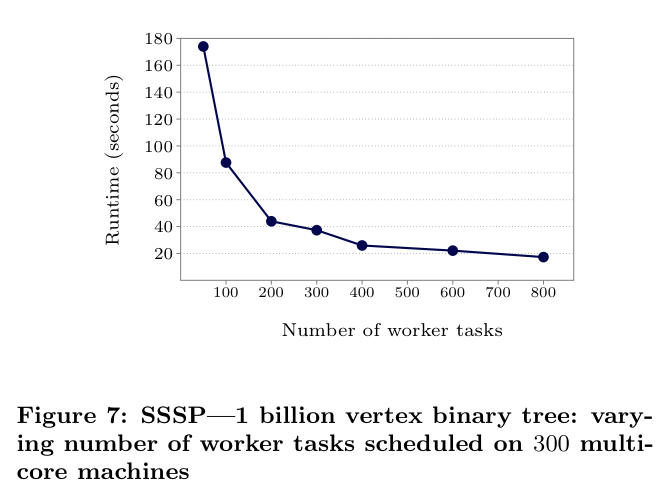 180
160
140
120
100
80
60
40
20
Runtime (seconds)
100 200 300 400 500 600 700 800
Number of worker tasks
Figure 7: SSSP—1 billion vertex binary tree: vary-
ing number of worker tasks scheduled on 300 multi-
core machines